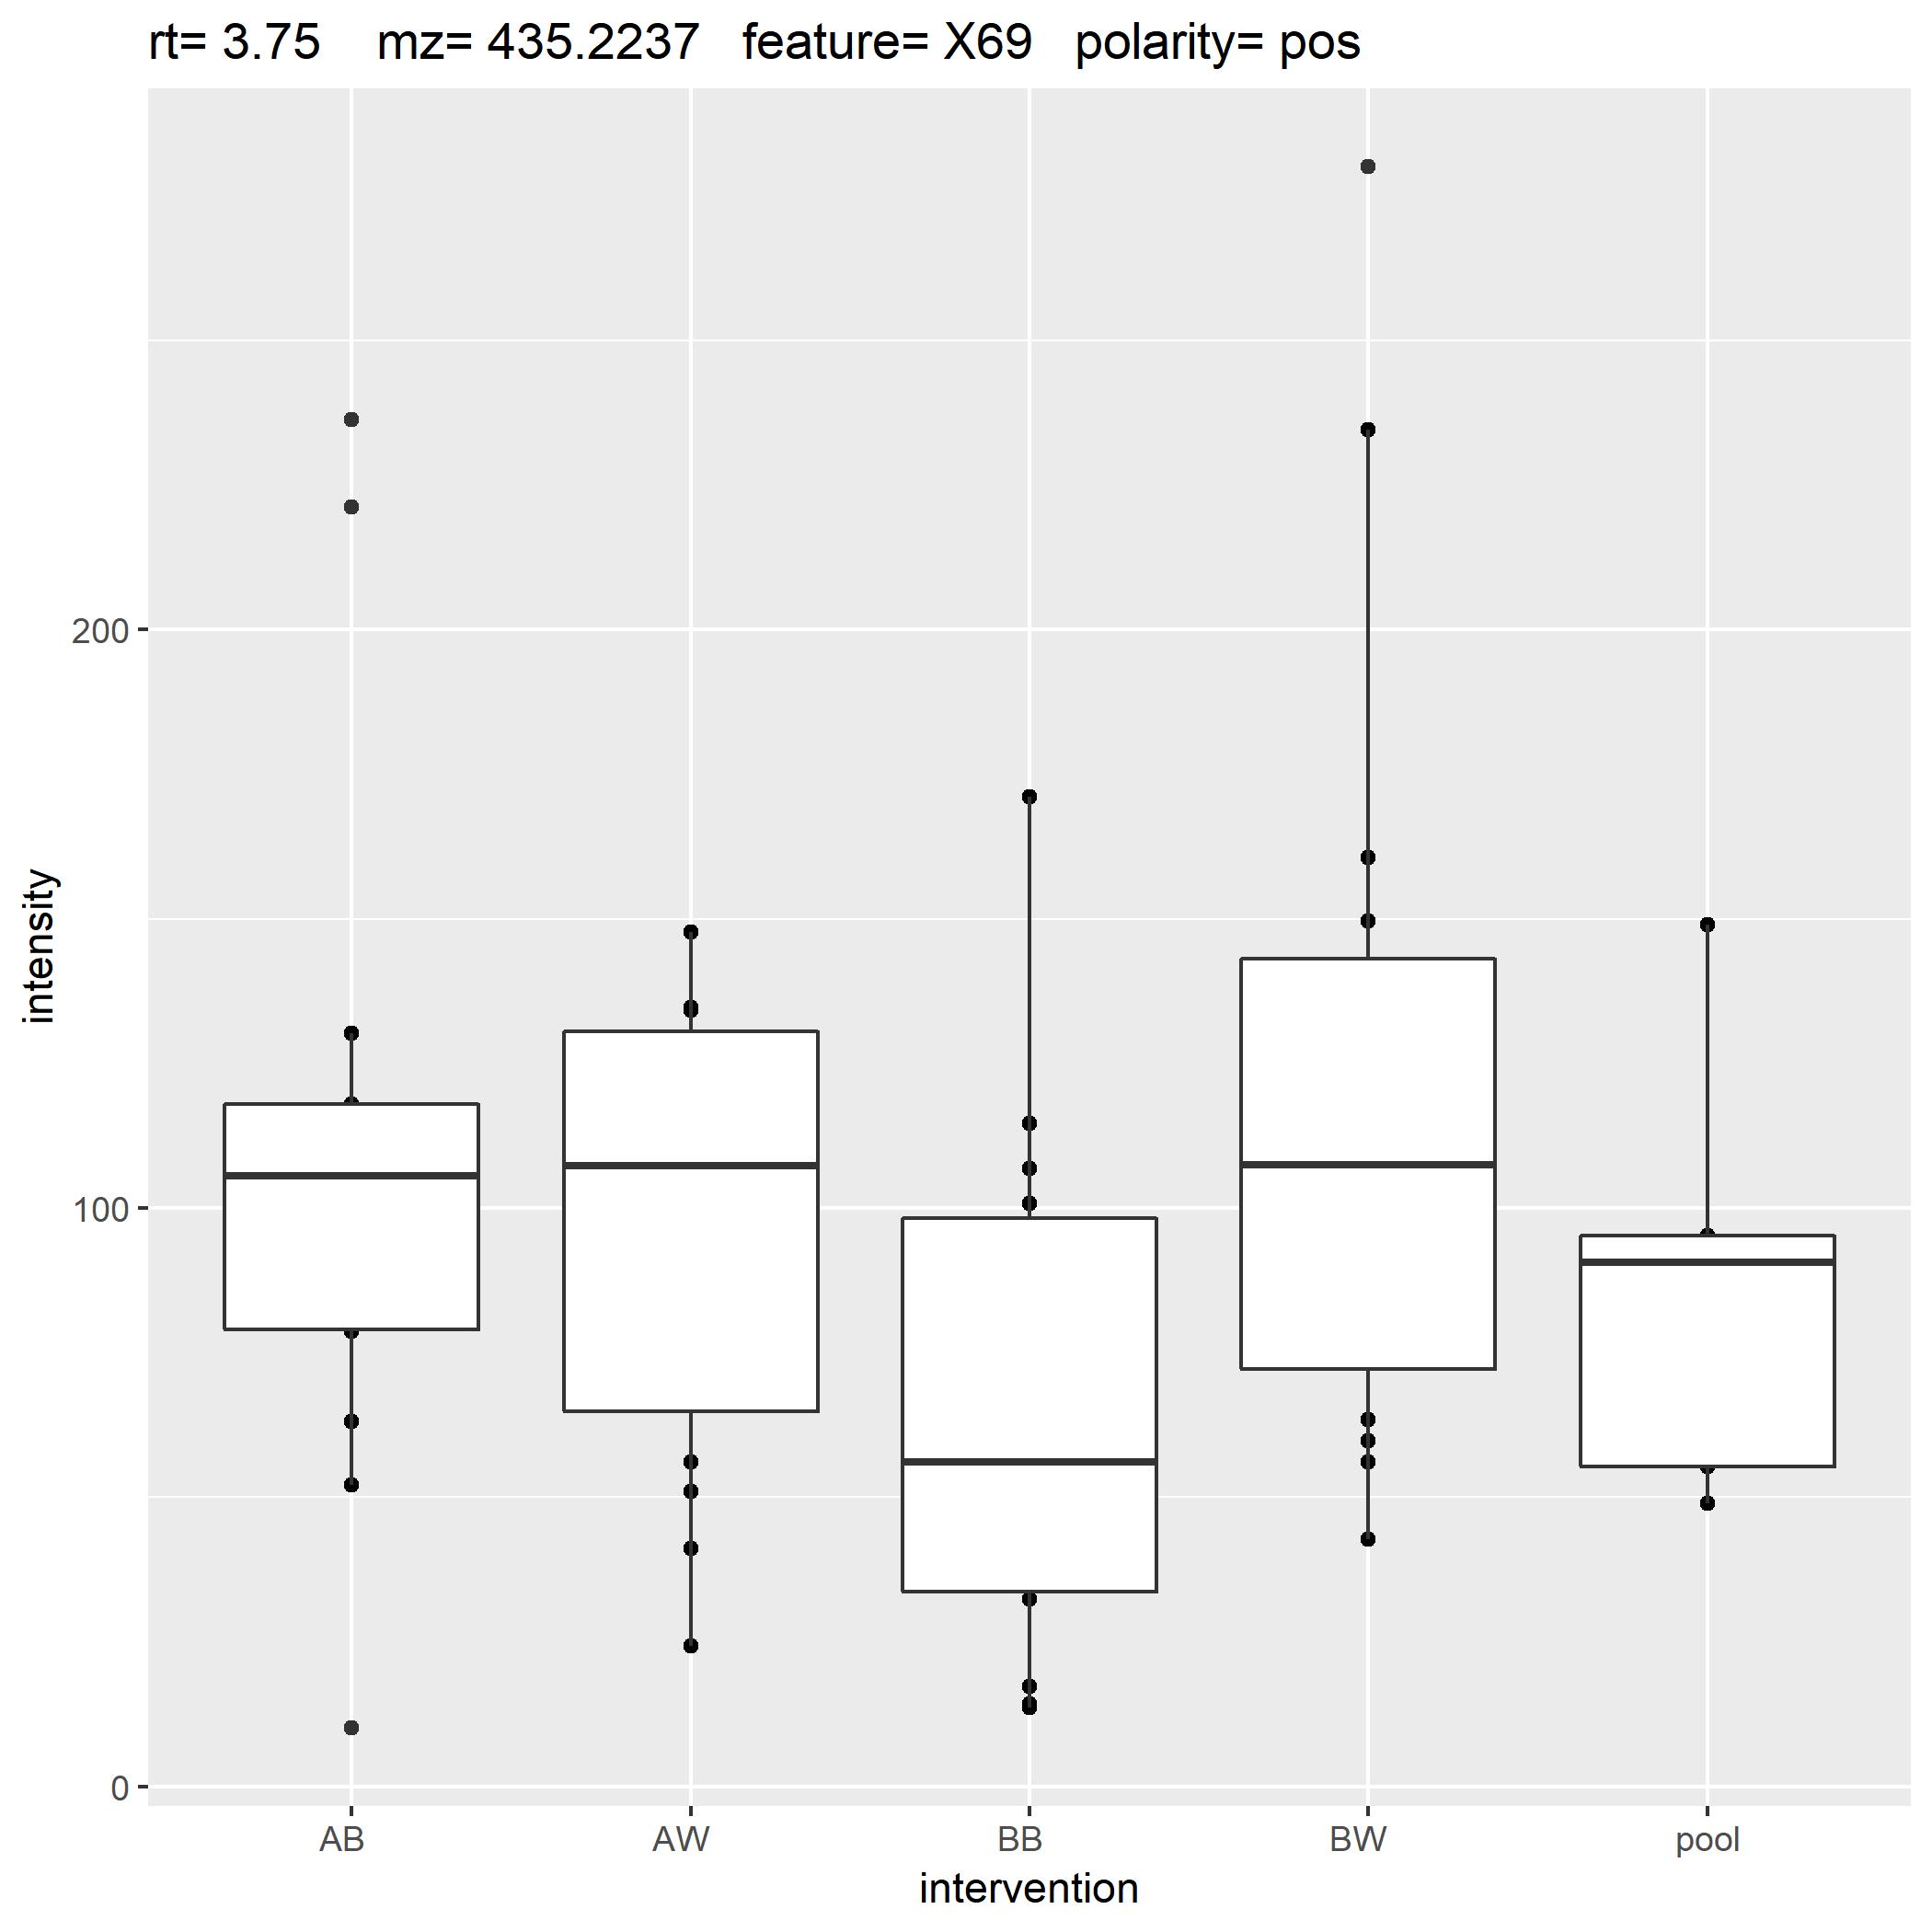 rt= 3.75    mz= 435.2237   feature= X69   polarity= pos
200
100
0
intensity
AB AW BB BW pool
intervention